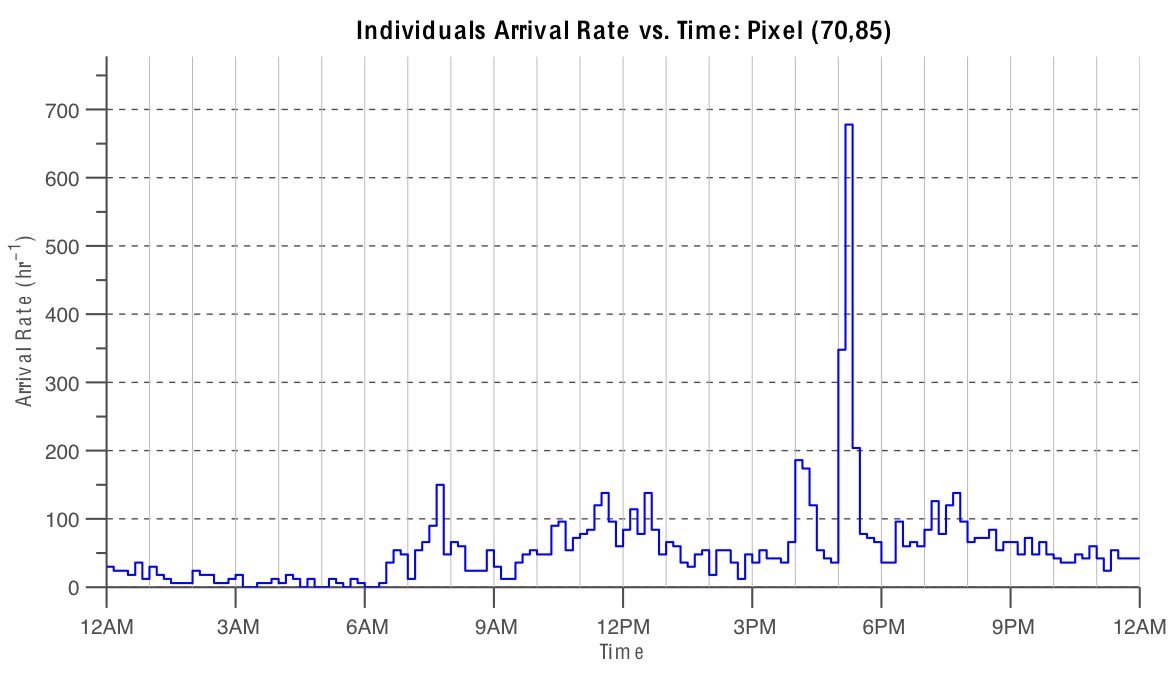 Individuals Arrival Rate vs. Time: Pixel (70,85)
Arrival Rate (hr⁻¹)
700
600
500
400
300
200
100
0
12AM 3AM 6AM 9AM 12PM 3PM 6PM 9PM 12AM
Time